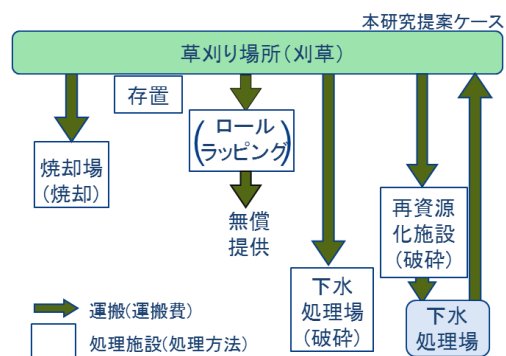 本研究提案ケース
草刈り場所(刈草)
存置
焼却場
(焼却)
(ロール
ラッピング)
無償
提供
下水
処理場
(破砕)
再資源
化施設
(破砕)
下水
処理場
運搬(運搬費)
処理施設(処理方法)